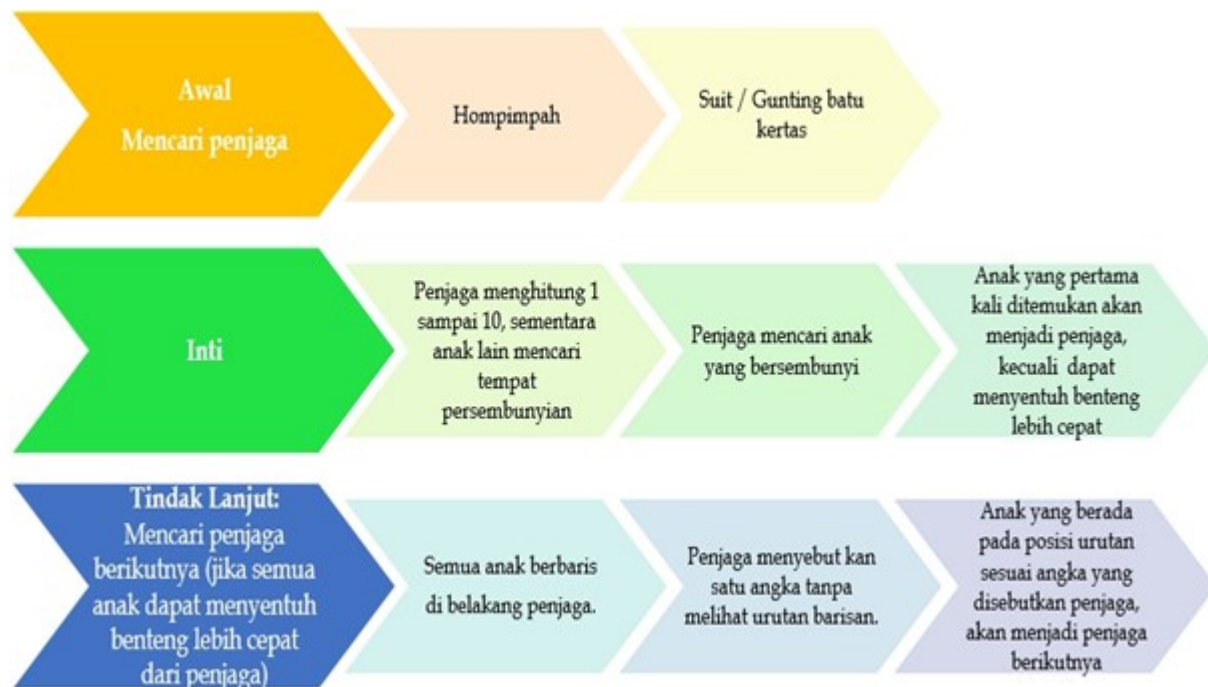 Awal
Mencari penjaga
Hompimpah
Suit / Gunting batu
kertas
Inti
Penjaga menghitung 1
sampai 10, sementara
anak lain mencari
tempat
persembunyian
Penjaga mencari anak
yang bersembunyi
Anak yang pertama
kali ditemukan akan
menjadi penjaga,
kecuali dapat
menyentuh benteng
lebih cepat
Tindak Lanjut:
Mencari penjaga
berikutnya (jika semua
anak dapat menyentuh
benteng lebih cepat
dari penjaga)
Semua anak berbaris
di belakang penjaga.
Penjaga menyebut kan
satu angka tanpa
melihat urutan barisan.
Anak yang berada
pada posisi urutan
sesuai angka yang
disebutkan penjaga,
akan menjadi penjaga
berikutnya